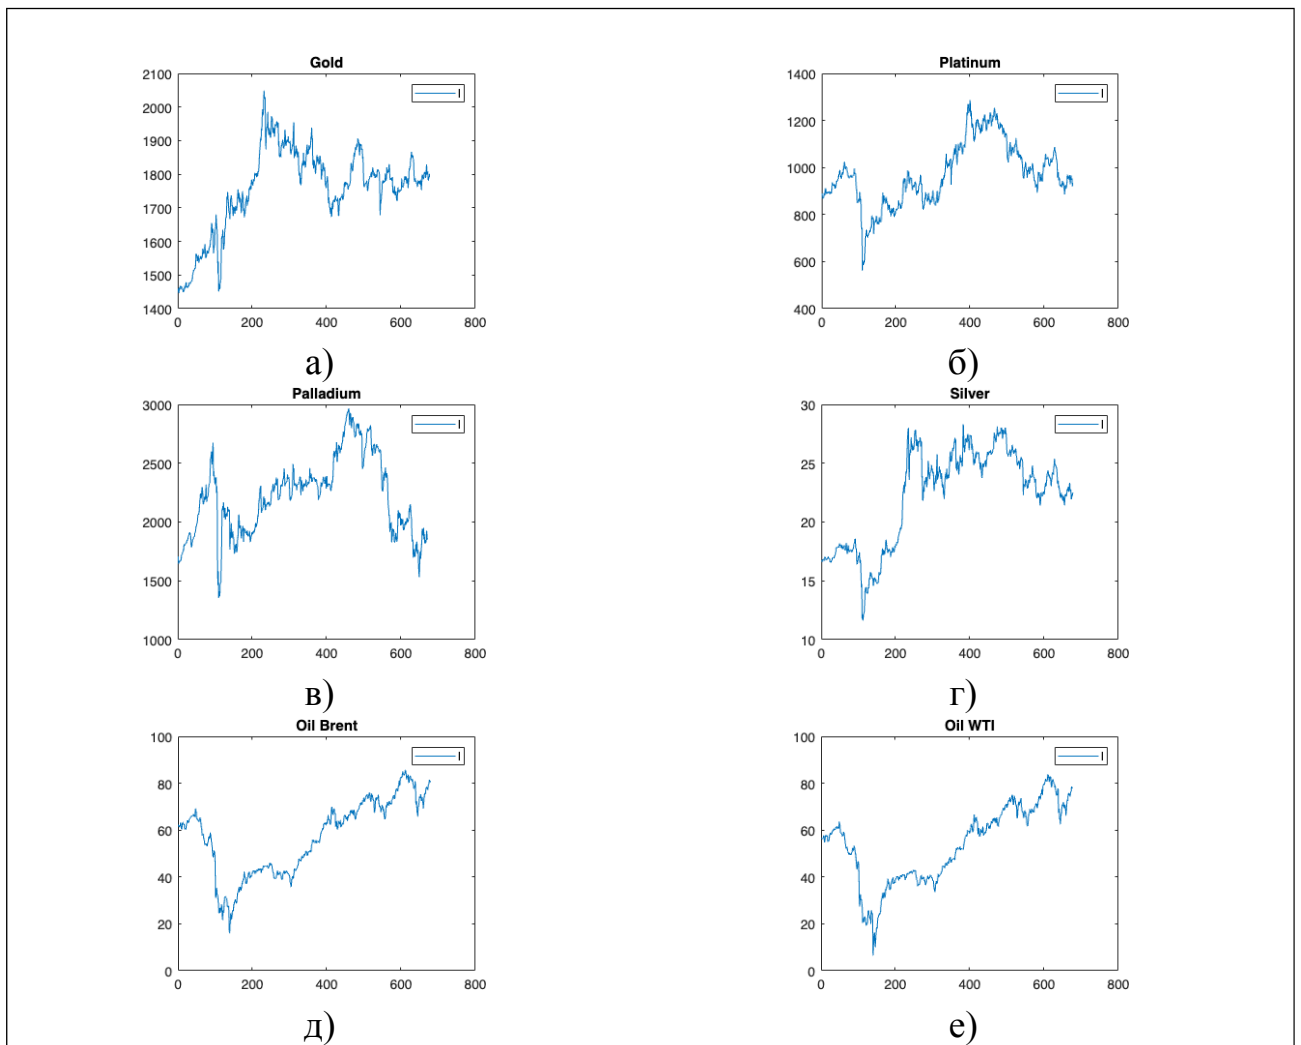 Gold
2100
2000
1900
1800
1700
1600
1500
1400
0 200 400 600 800
I
а)
Platinum
1400
1200
1000
800
600
400
0 200 400 600 800
I
б)
Palladium
3000
2500
2000
1500
1000
0 200 400 600 800
I
в)
Silver
30
25
20
15
10
0 200 400 600 800
I
г)
Oil Brent
100
80
60
40
20
0
0 200 400 600 800
I
д)
Oil WTI
100
80
60
40
20
0
0 200 400 600 800
I
е)